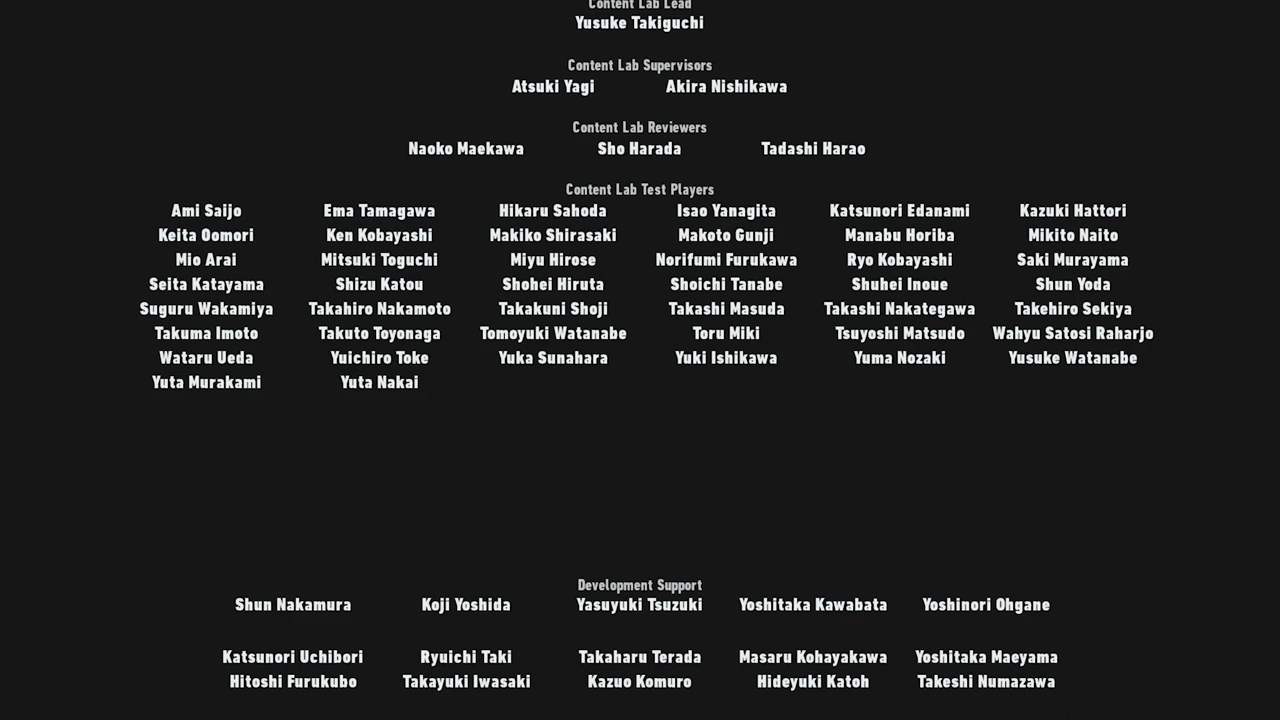 Content Lab Lead
Yusuke Takiguchi
Content Lab Supervisors
Atsuki Yagi Akira Nishikawa
Content Lab Reviewers
Naoko Maekawa Sho Harada Tadashi Harao
Content Lab Test Players
Ami Saijo Ema Tamagawa Hikaru Sahoda Isao Yanagita Katsunori Edanami Kazuki Hattori
Keita Oomori Ken Kobayashi Makiko Shirasaki Makoto Gunji Manabu Horiba Mikito Naito
Mio Arai Mitsuki Toguchi Miyu Hirose Norifumi Furukawa Ryo Kobayashi Saki Murayama
Seita Katayama Shizu Katou Shohei Hiruta Shoichi Tanabe Shuhei Inoue Shun Yoda
Suguru Wakamiya Takahiro Nakamoto Takakuni Shoji Takashi Masuda Takashi Nakategawa Takehiro Sekiya
Takuma Imoto Takuto Toyonaga Tomoyuki Watanabe Toru Miki Tsuyoshi Matsudo Wahyu Satosi Raharjo
Wataru Ueda Yuichiro Toke Yuka Sunahara Yuki Ishikawa Yuma Nozaki Yusuke Watanabe
Yuta Murakami Yuta Nakai
Development Support
Shun Nakamura Koji Yoshida Yasuyuki Tsuzuki Yoshitaka Kawabata Yoshinori Ohgane
Katsunori Uchibori Ryuichi Taki Takaharu Terada Masaru Kohayakawa Yoshitaka Maeyama
Hitoshi Furukubo Takayuki Iwasaki Kazuo Komuro Hideyuki Katoh Takeshi Numazawa